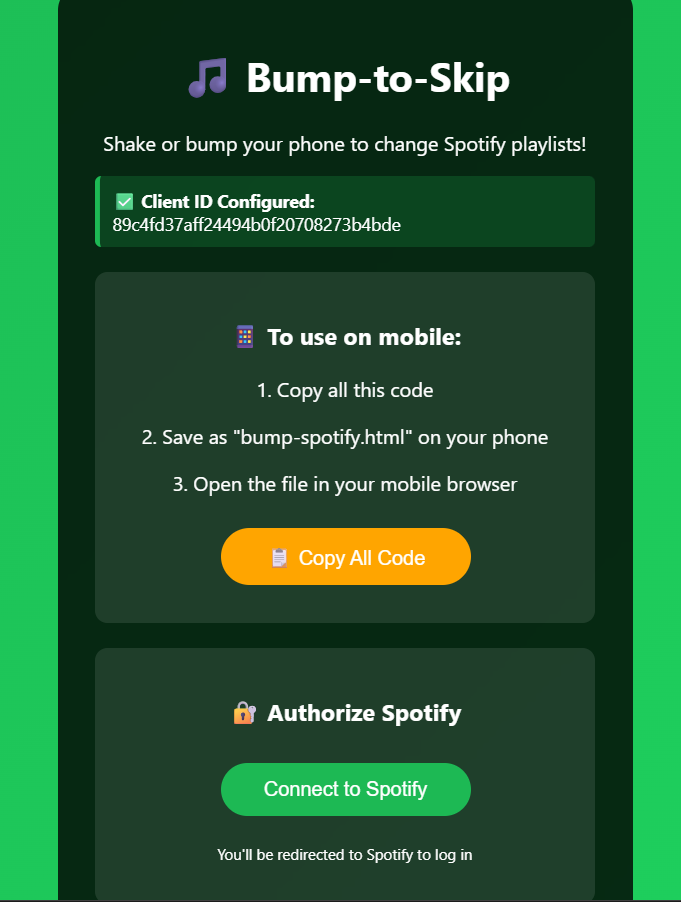 🎵 Bump-to-Skip
Shake or bump your phone to change Spotify playlists!
✅ Client ID Configured:
89c4fd37aff24494b0f20708273b4bde
📱 To use on mobile:
1. Copy all this code
2. Save as "bump-spotify.html" on your phone
3. Open the file in your mobile browser
📋 Copy All Code
🔐 Authorize Spotify
Connect to Spotify
You'll be redirected to Spotify to log in